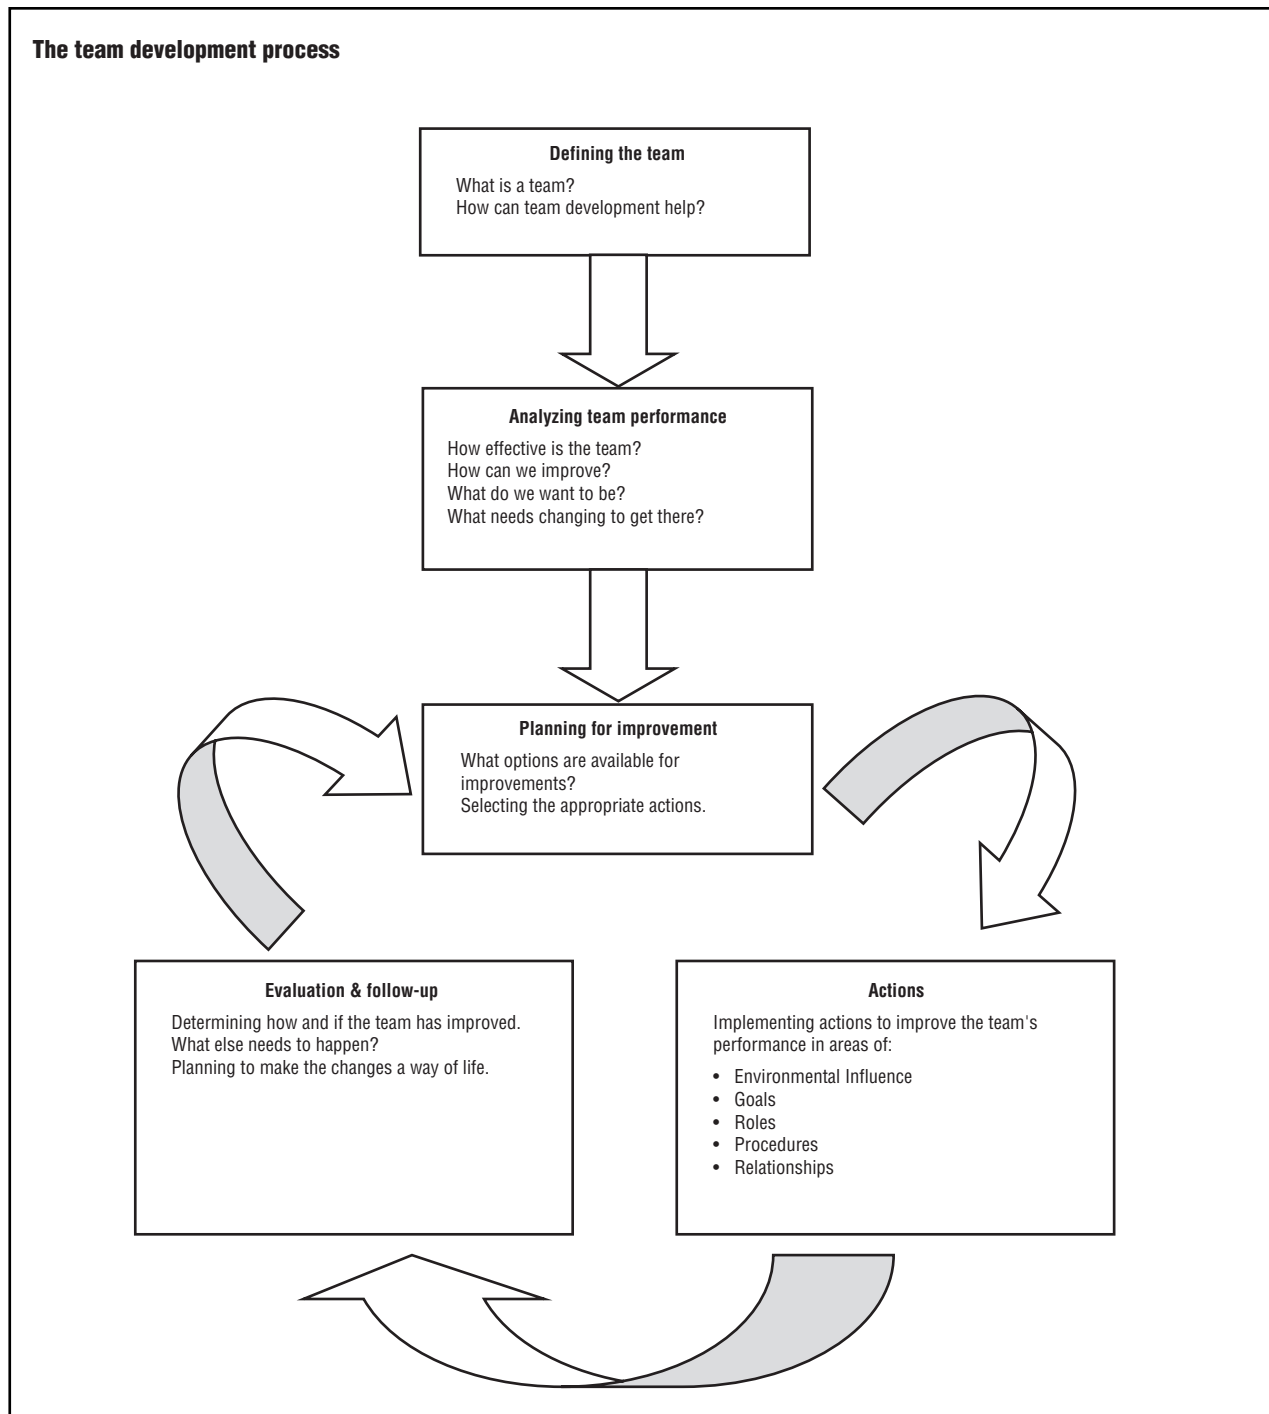 The team development process
Defining the team
What is a team?
How can team development help?
Analyzing team performance
How effective is the team?
How can we improve?
What do we want to be?
What needs changing to get there?
Planning for improvement
What options are available for
improvements?
Selecting the appropriate actions.
Evaluation & follow-up
Determining how and if the team has improved.
What else needs to happen?
Planning to make the changes a way of life.
Actions
Implementing actions to improve the team's
performance in areas of:
• Environmental Influence
• Goals
• Roles
• Procedures
• Relationships